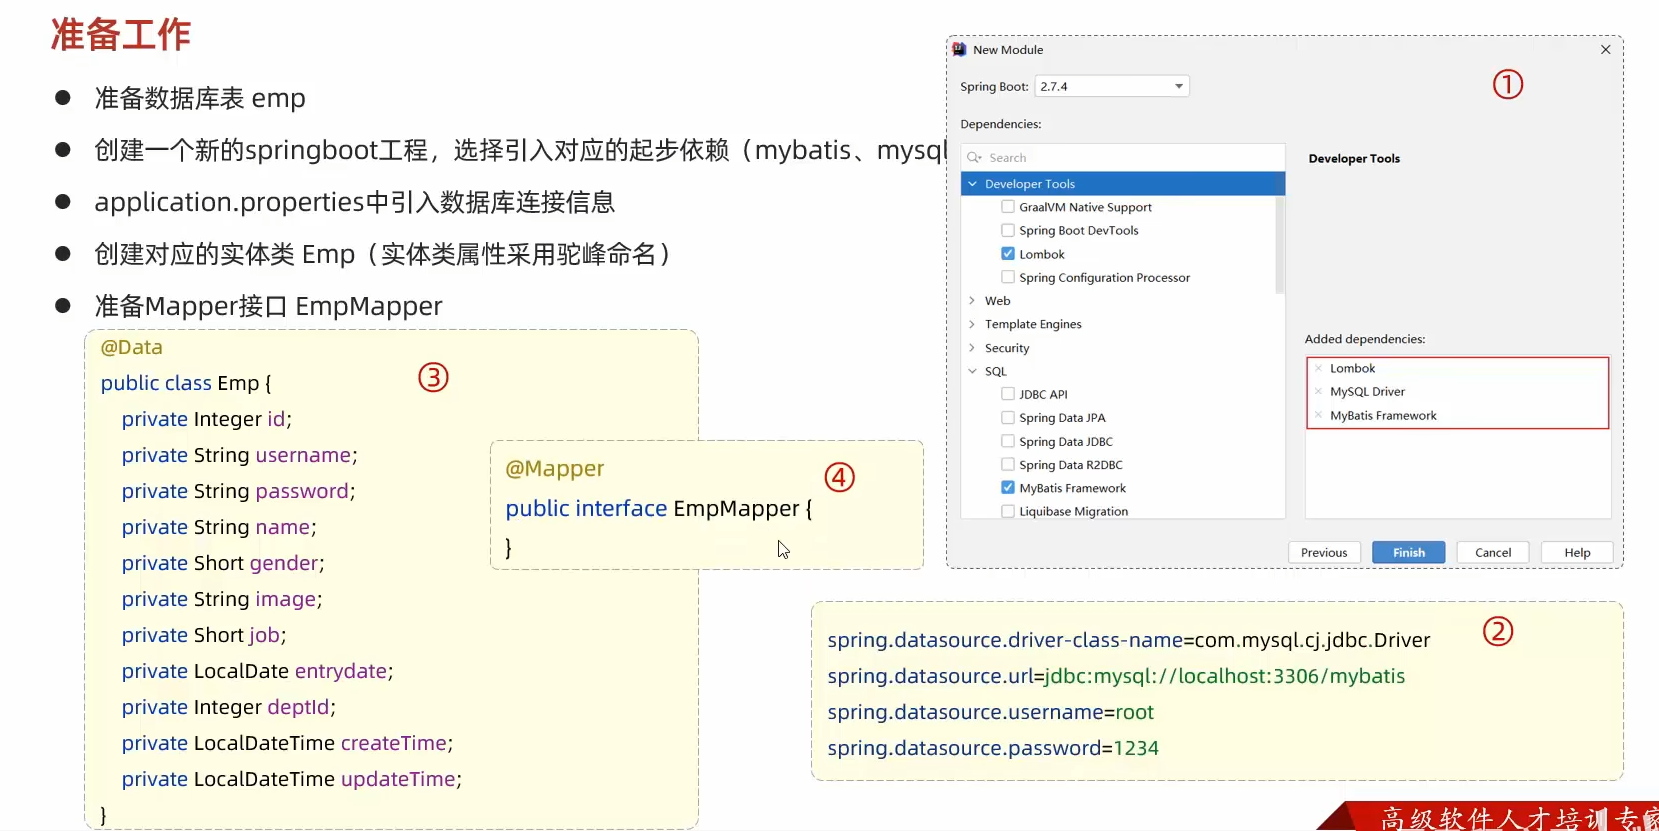 准备工作
准备数据库表 emp
创建一个新的springboot工程，选择引入对应的起步依赖（mybatis、mysql
application.properties中引入数据库连接信息
创建对应的实体类 Emp（实体类属性采用驼峰命名）
准备Mapper接口 EmpMapper
@Data
public class Emp {
private Integer id;
private String username;
private String password;
private String name;
private Short gender;
private String image;
private Short job;
private LocalDate entrydate;
private Integer deptId;
private LocalDateTime createTime;
private LocalDateTime updateTime;
}
③
@Mapper
public interface EmpMapper {
}
④
New Module
Spring Boot: 2.7.4
①
Dependencies:
Search
Developer Tools
GraalVM Native Support
Spring Boot DevTools
Lombok
Spring Configuration Processor
Web
Template Engines
Security
SQL
JDBC API
Spring Data JPA
Spring Data JDBC
Spring Data R2DBC
MyBatis Framework
Liquibase Migration
Developer Tools
Added dependencies:
Lombok
MySQL Driver
MyBatis Framework
Previous Finish Cancel Help
spring.datasource.driver-class-name=com.mysql.cj.jdbc.Driver
spring.datasource.url=jdbc:mysql://localhost:3306/mybatis
spring.datasource.username=root
spring.datasource.password=1234
②
高级软件人才培训专家